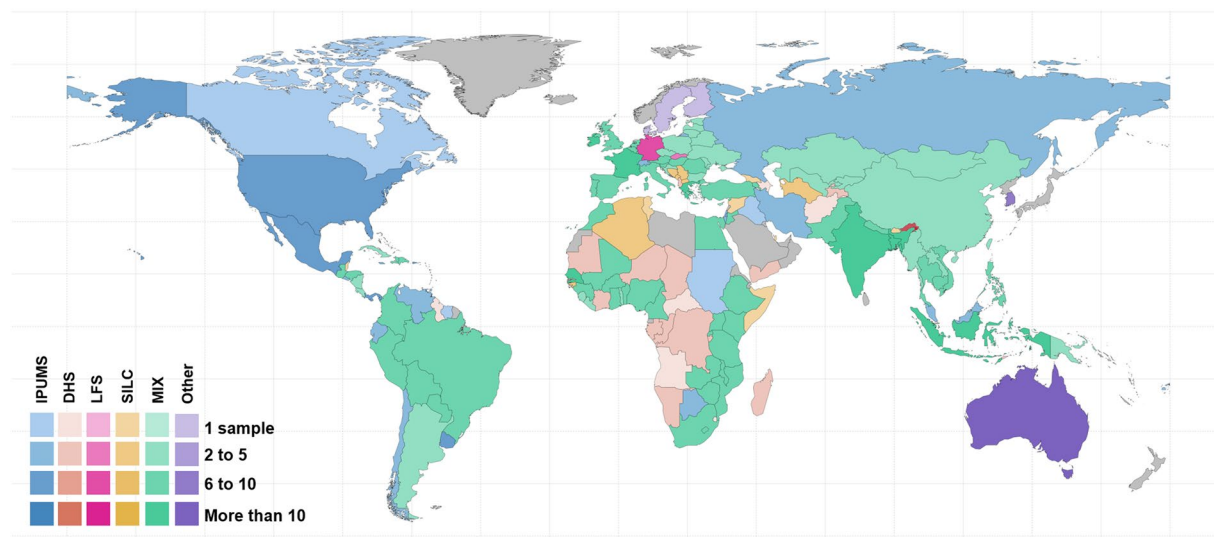 IPUMS
DHS
LFS
SILC
MIX
Other
1 sample
2 to 5
6 to 10
More than 10